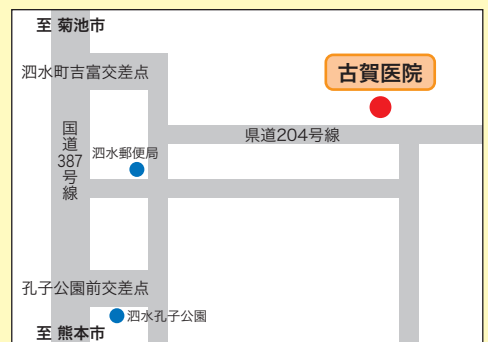 至 菊池市
泗水町吉富交差点
古賀医院
県道204号線
国道387号線
泗水郵便局
孔子公園前交差点
泗水孔子公園
至 熊本市